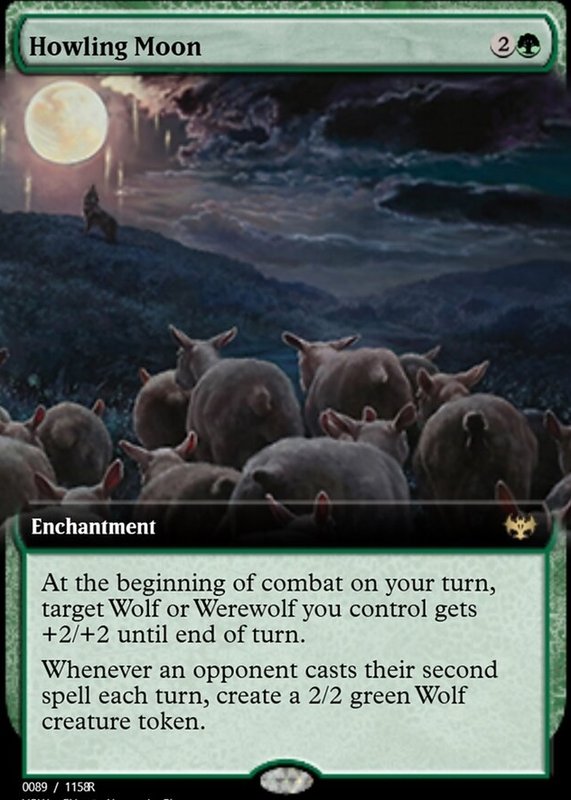 Howling Moon 2
Enchantment
At the beginning of combat on your turn,
target Wolf or Werewolf you control gets
+2/+2 until end of turn.
Whenever an opponent casts their second
spell each turn, create a 2/2 green Wolf
creature token.
0089 / 1158R